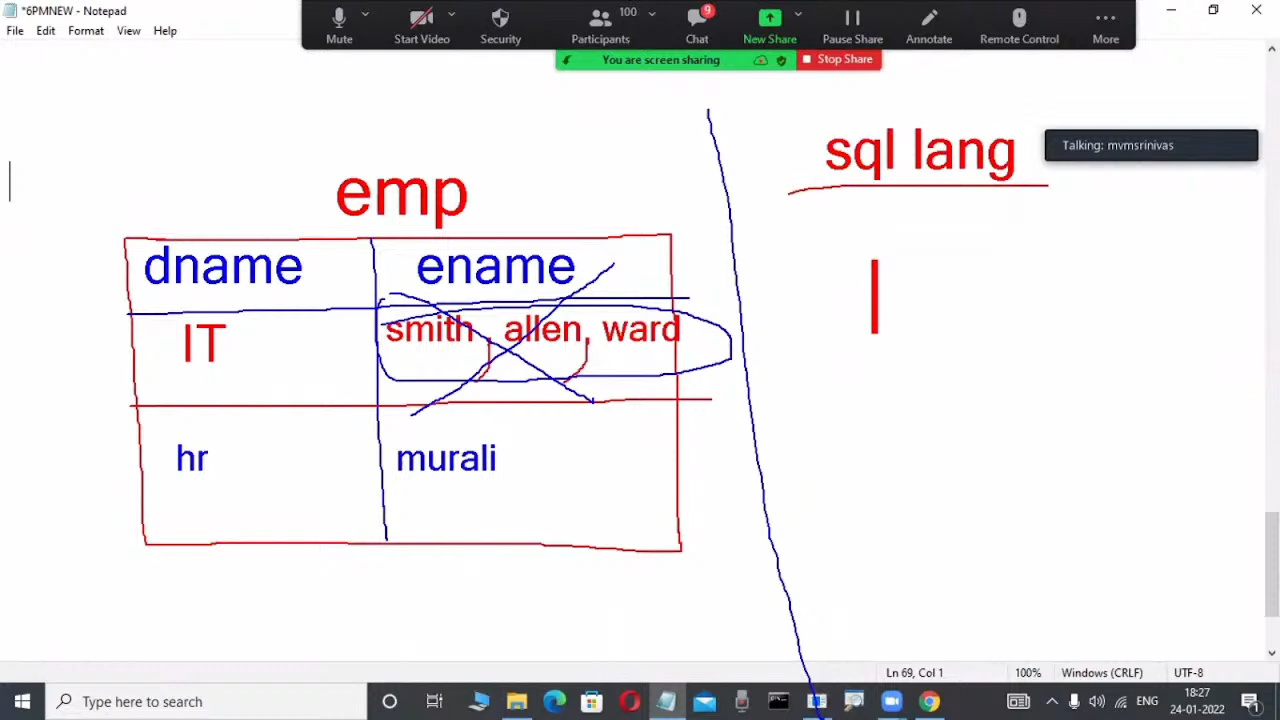 *6PMNEW - Notepad
File Edit Format View Help
Mute Start Video Security Participants 100 Chat 9 New Share Pause Share Annotate Remote Control More
You are screen sharing Stop Share
Talking: mvmsrinivas
sql lang
emp
dname ename
IT smith , allen, ward
hr murali
Ln 69, Col 1 100% Windows (CRLF) UTF-8
Type here to search
ENG
18:27
24-01-2022
1